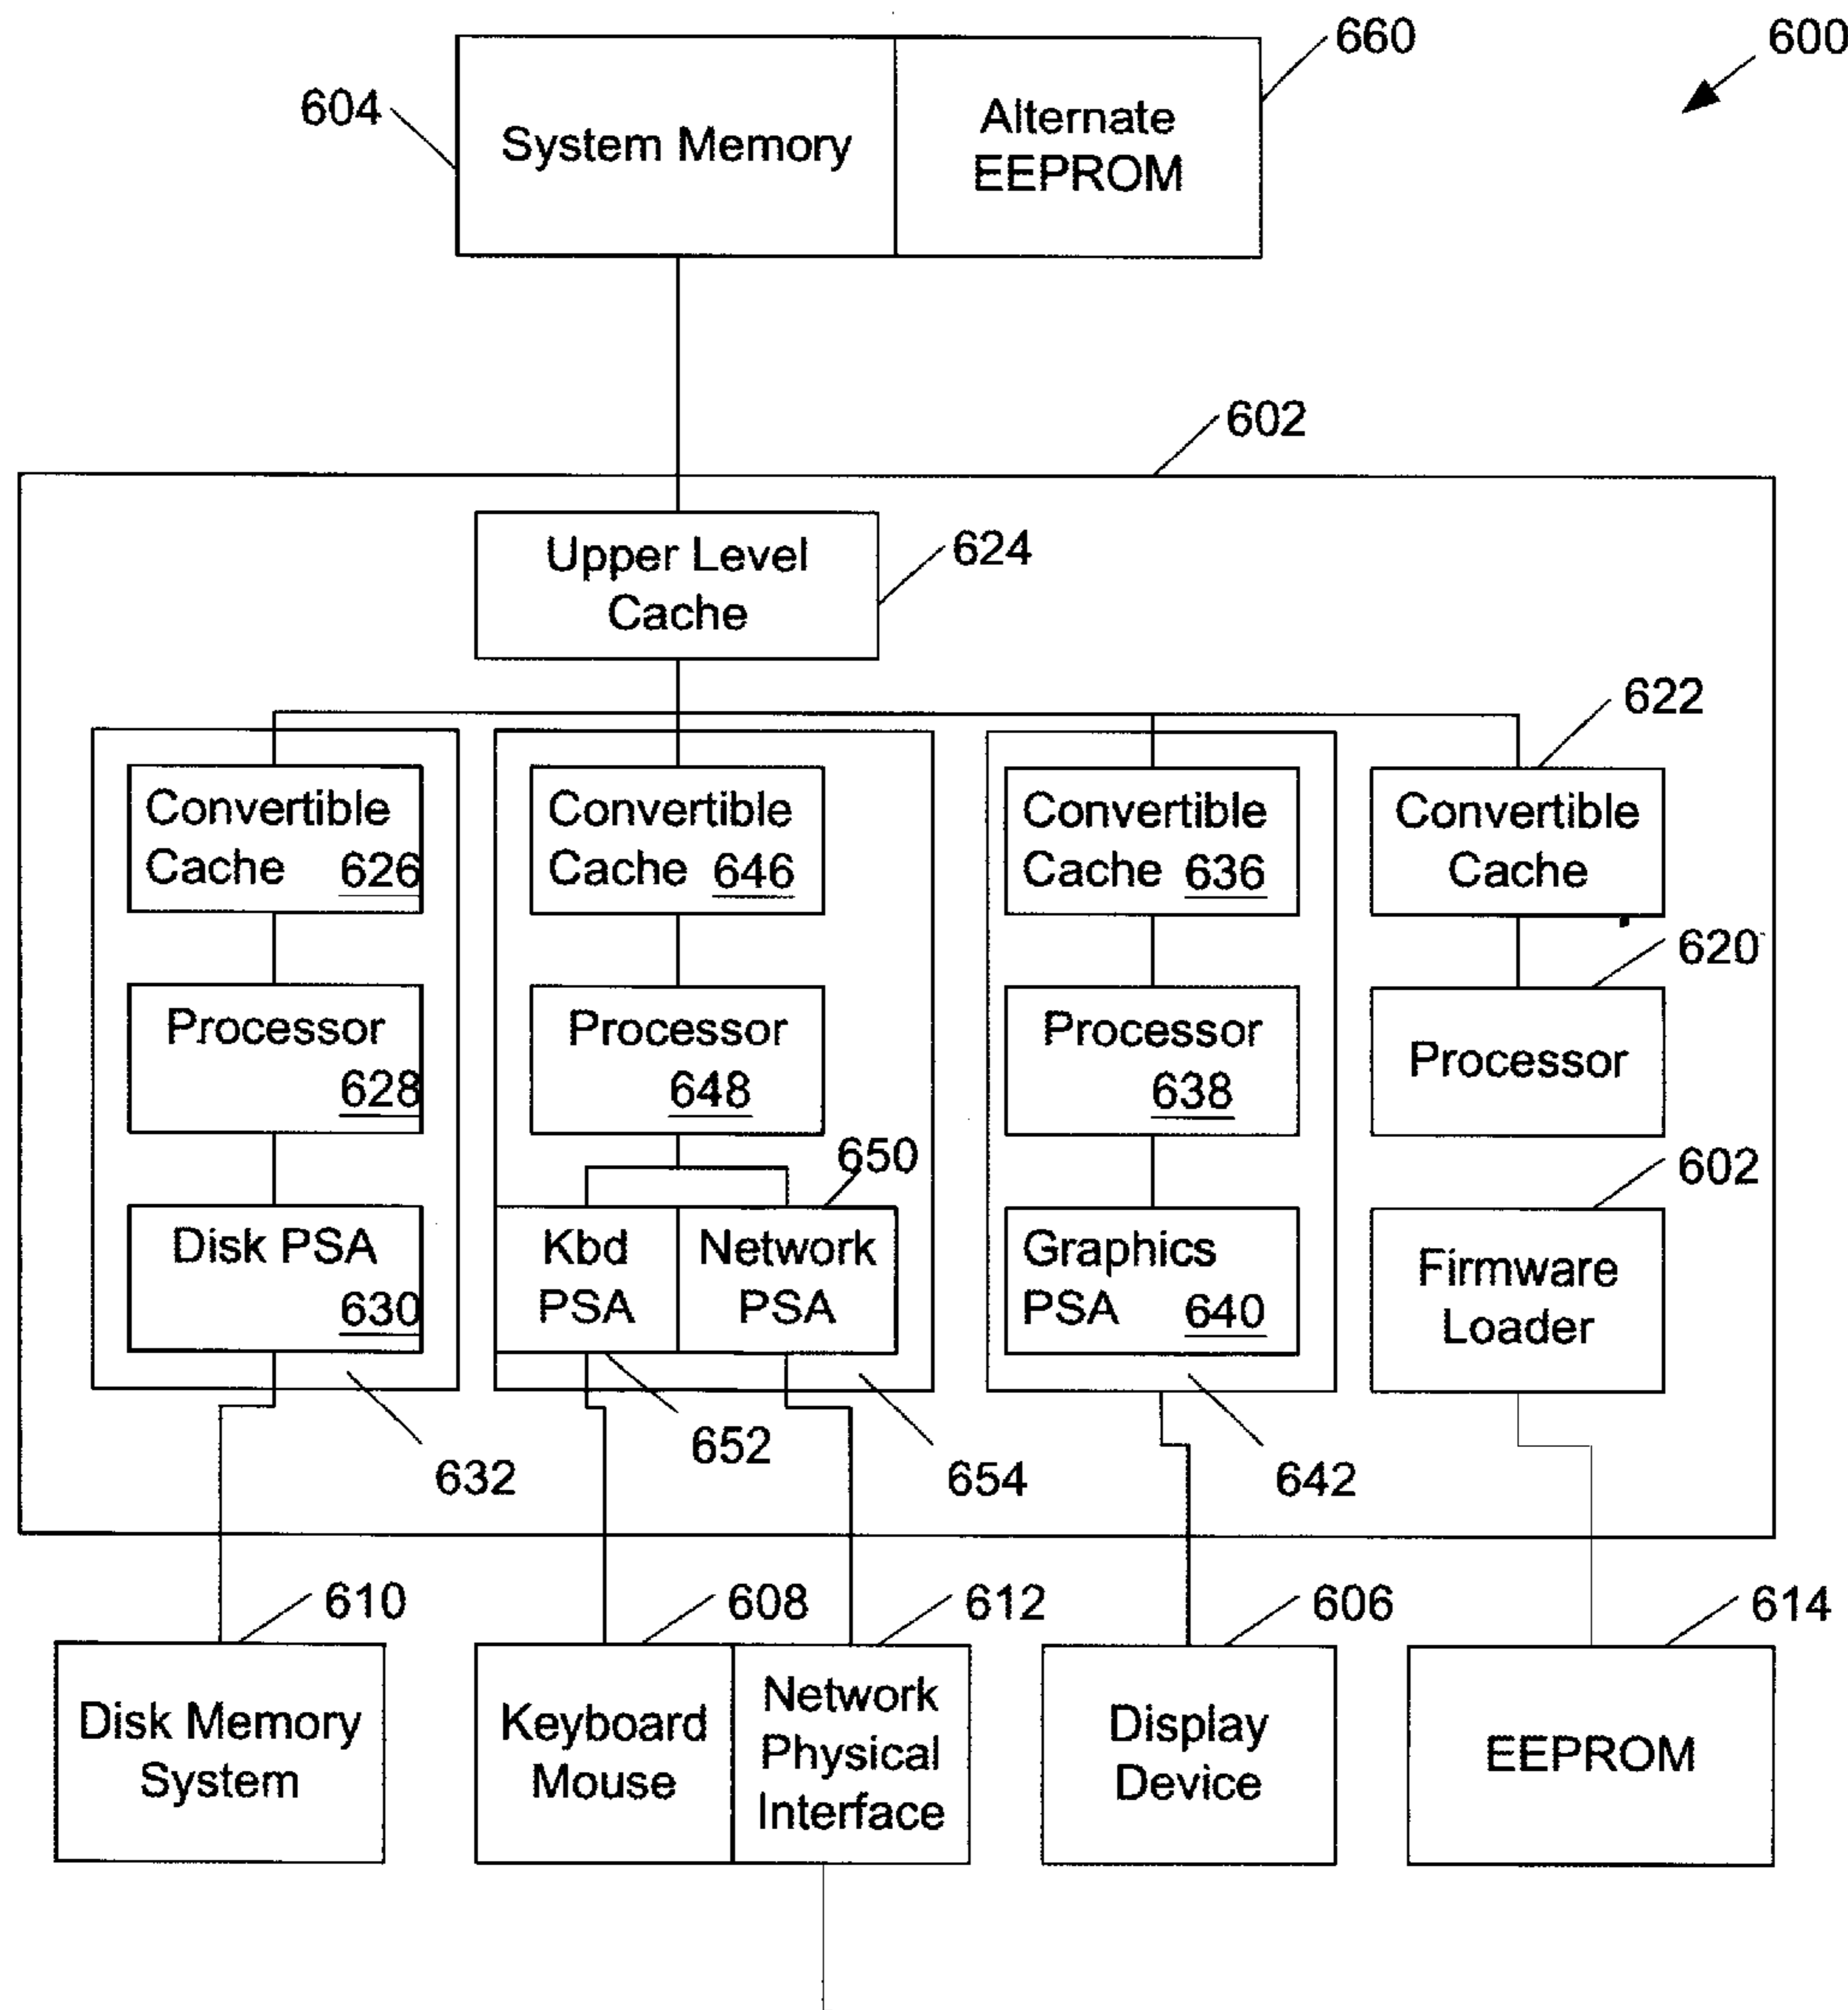 660
600
604
System Memory
Alternate
EEPROM
602
Upper Level
Cache
624
622
Convertible
Cache 626
Convertible
Cache 646
Convertible
Cache 636
Convertible
Cache
620
Processor
628
Processor
648
Processor
638
Processor
650
602
Disk PSA
630
Kbd
PSA
Network
PSA
Graphics
PSA 640
Firmware
Loader
632
652
654
642
610
608
612
606
614
Disk Memory
System
Keyboard
Mouse
Network
Physical
Interface
Display
Device
EEPROM